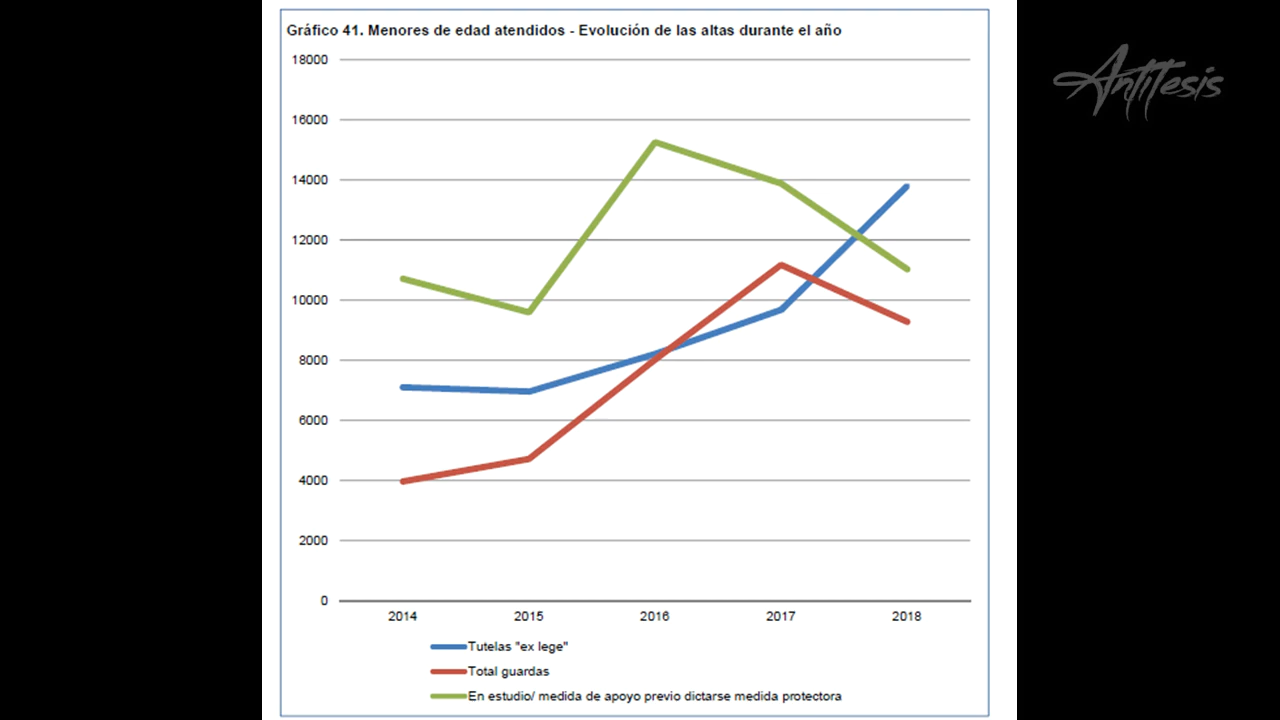 Gráfico 41. Menores de edad atendidos - Evolución de las altas durante el año
Antítesis
18000
16000
14000
12000
10000
8000
6000
4000
2000
0
2014 2015 2016 2017 2018
Tutelas "ex lege"
Total guardas
En estudio/ medida de apoyo previo dictarse medida protectora